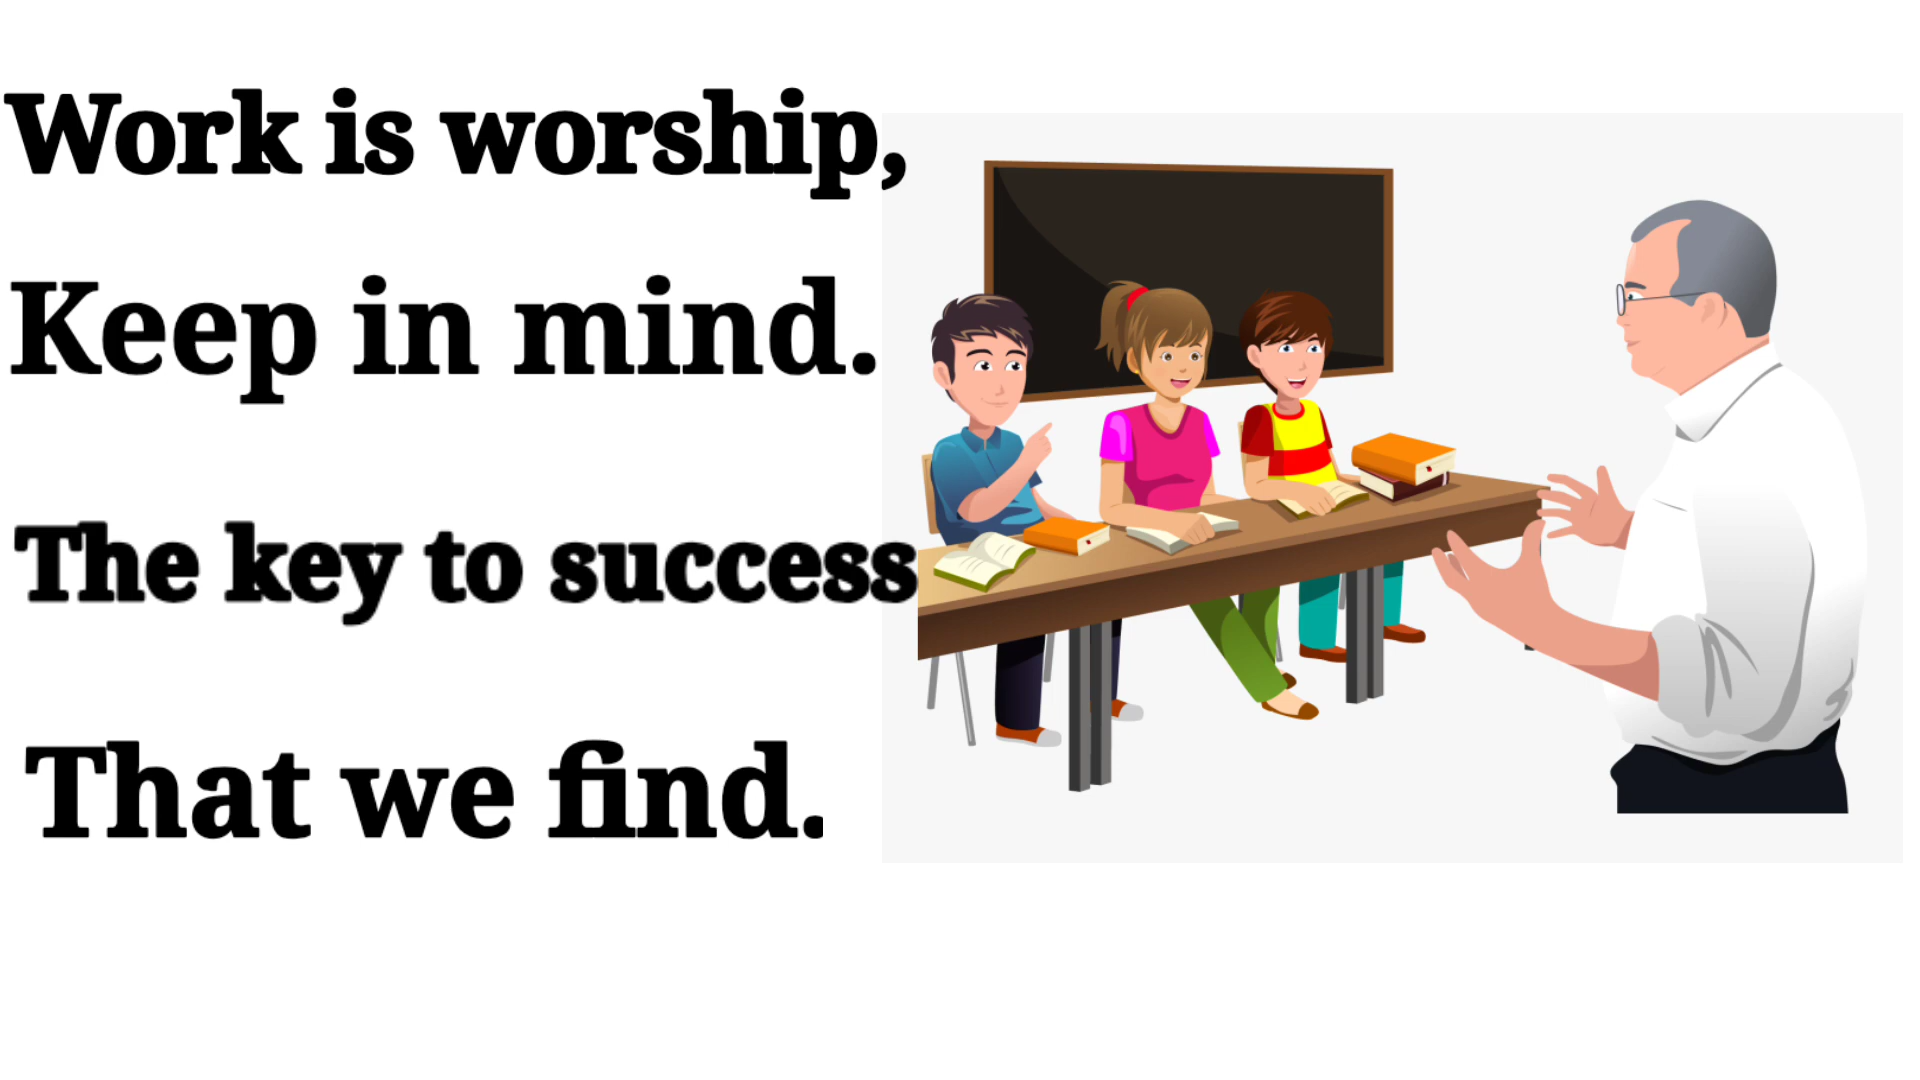 Work is worship,
Keep in mind.
The key to success
That we find.